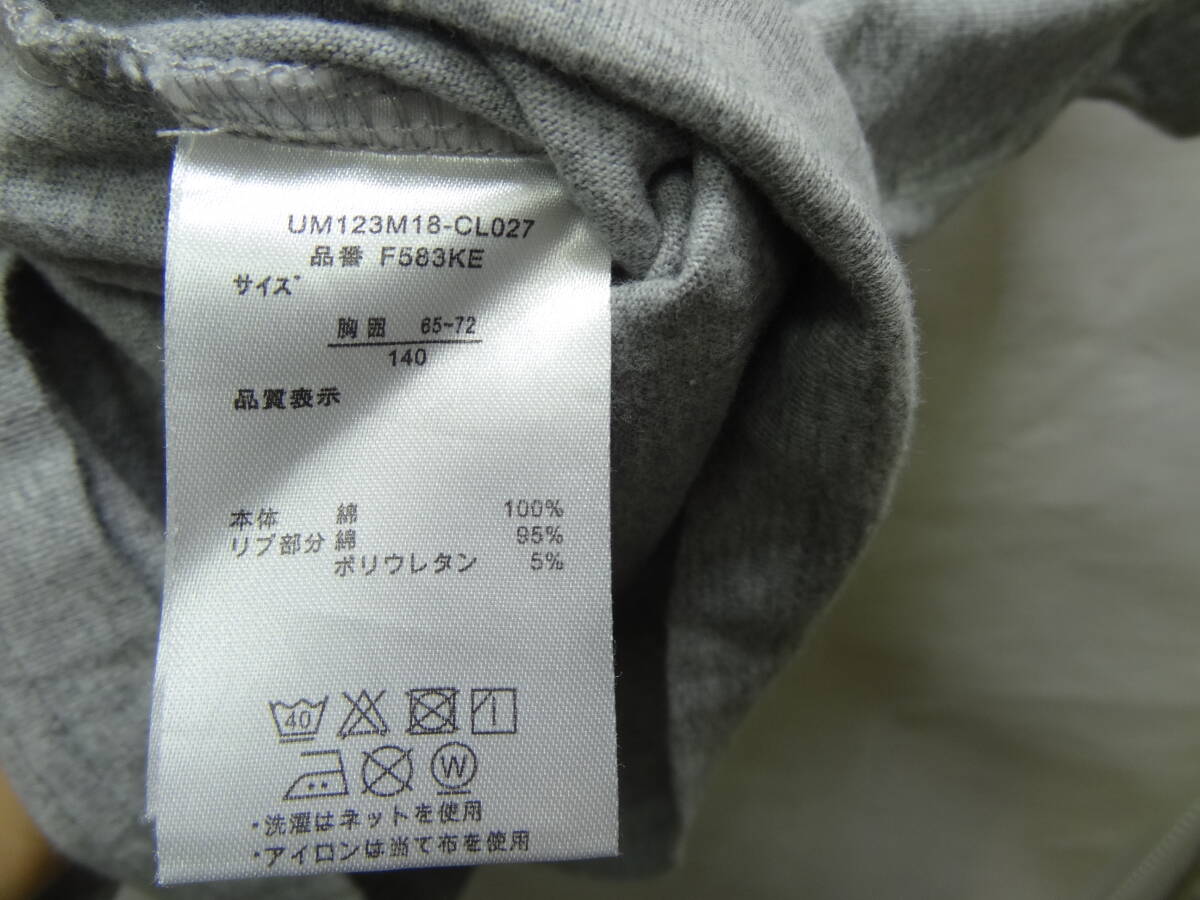 UM123M18-CL027
品番 F583KE
サイズ
胸囲 65~72
140
品質表示
本体 綿 100%
リブ部分 綿 95%
ポリウレタン 5%
40
W
・洗濯はネットを使用
・アイロンは当て布を使用